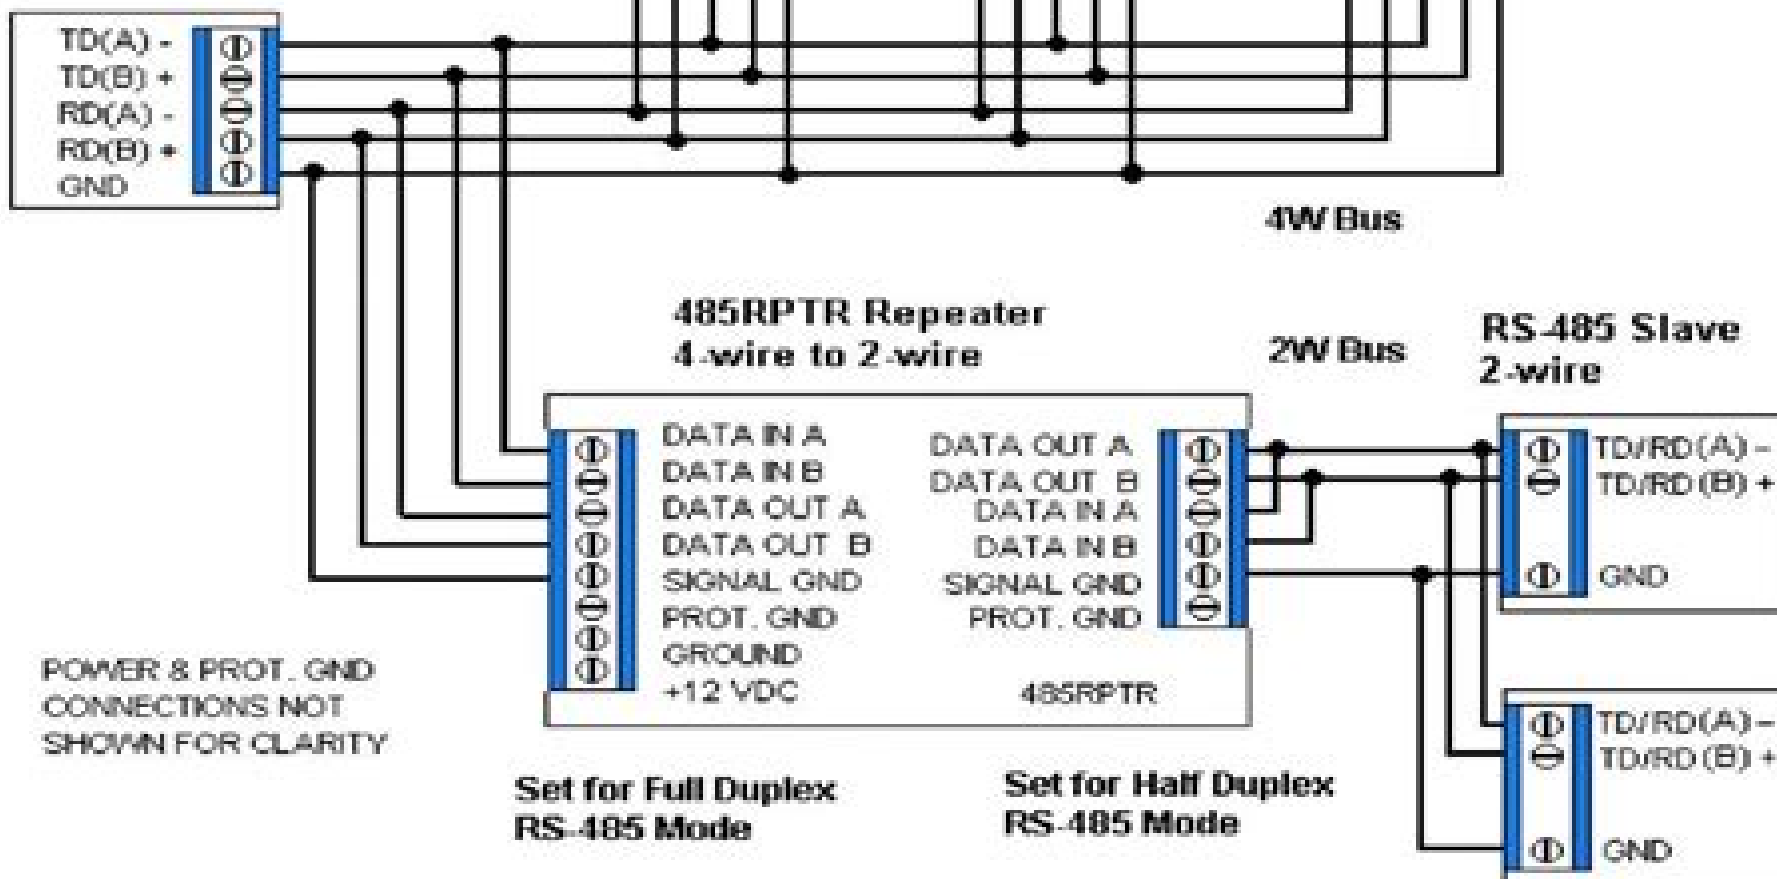 TD(A) -
TD(B) +
RD(A) -
RD(B) +
GND
4W Bus
485RPTR Repeater
4-wire to 2-wire
2W Bus
RS-485 Slave
2-wire
DATA IN A
DATA IN B
DATA OUT A
DATA OUT B
SIGNAL GND
PROT. GND
GROUND
+12 VDC
DATA OUT A
DATA OUT B
DATA IN A
DATA IN B
SIGNAL GND
PROT. GND
485RPTR
TD/RD(A) -
TD/RD(B) +
GND
TD/RD(A) -
TD/RD(B) +
GND
POWER & PROT. GND
CONNECTIONS NOT
SHOWN FOR CLARITY
Set for Full Duplex
RS-485 Mode
Set for Half Duplex
RS-485 Mode